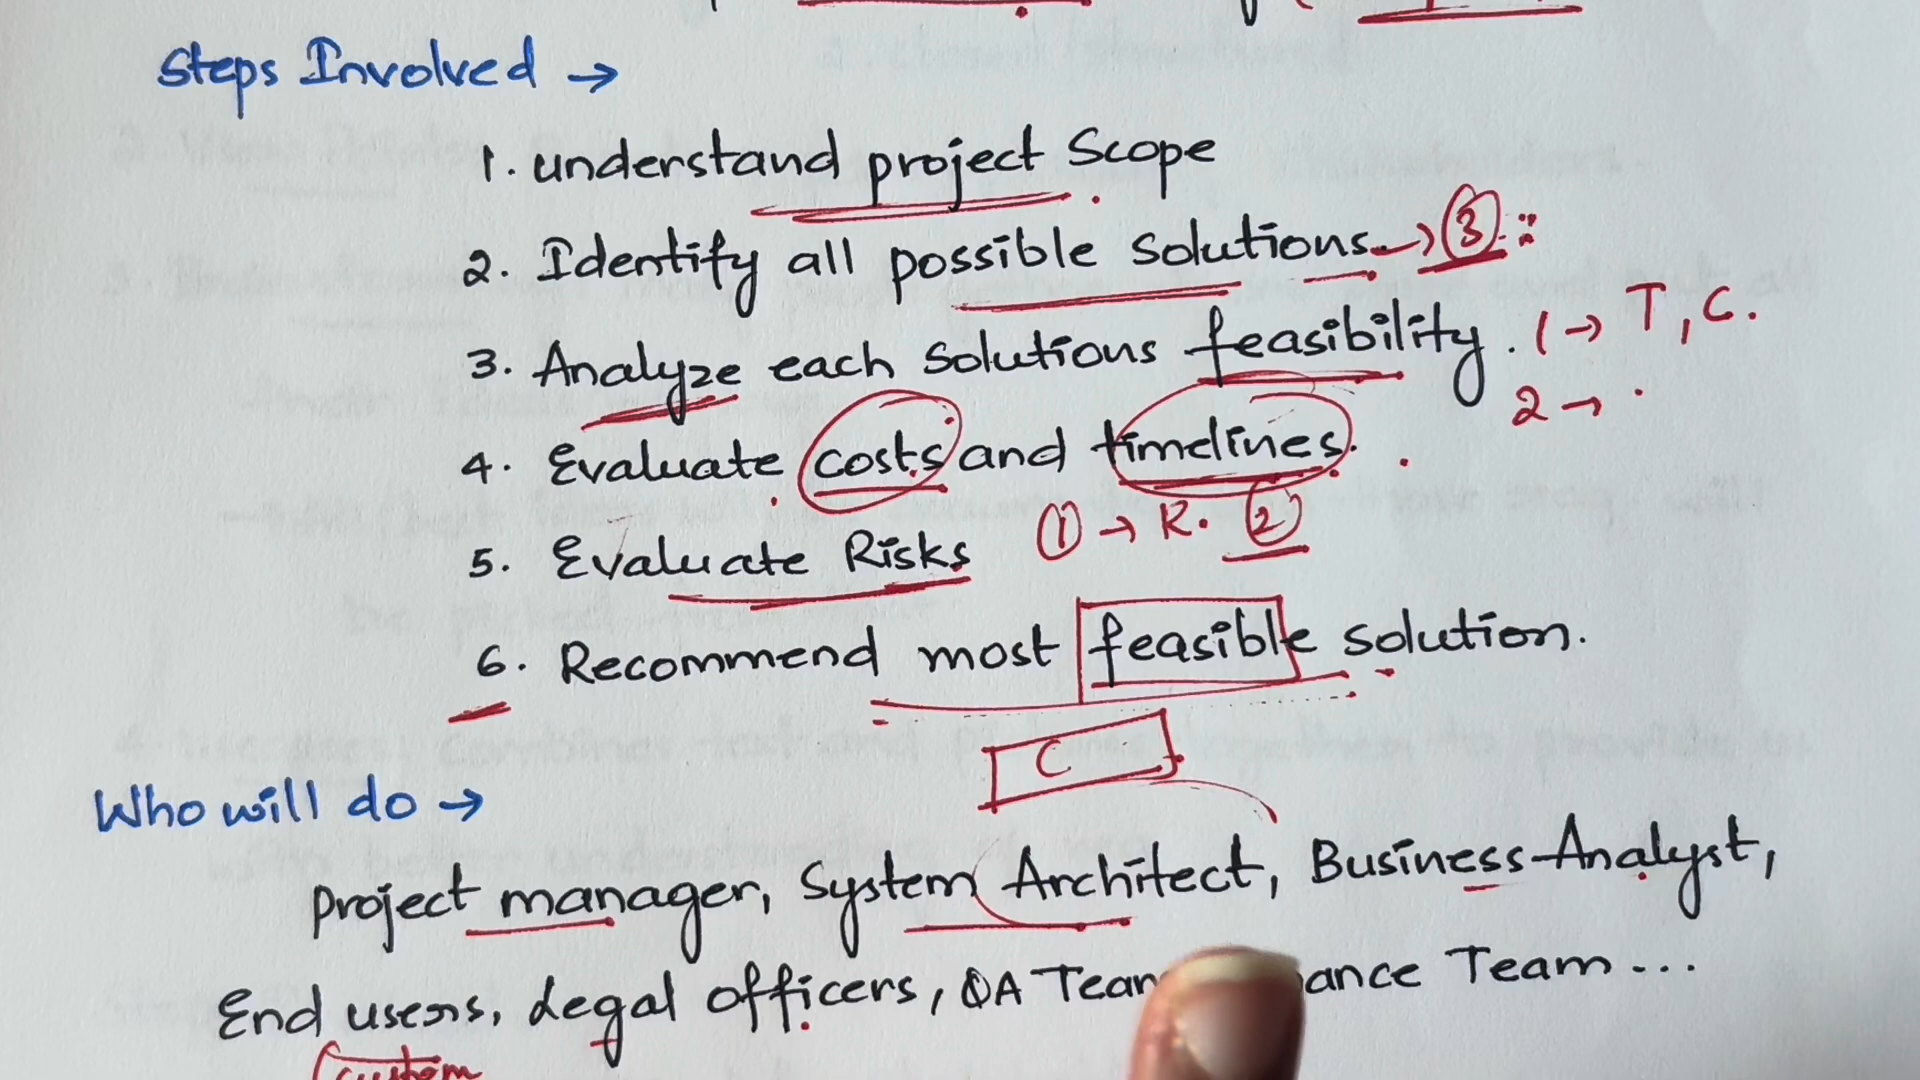 Steps Involved →
1. understand project Scope
2. Identify all possible solutions. → 3
3. Analyze each solutions feasibility. 1 → T, C.
2 →
4. Evaluate costs and timelines.
1 → R. 2
5. Evaluate Risks
6. Recommend most feasible solution.
C
Who will do →
project manager, System Architect, Business Analyst,
End users, Legal officers, QA Team Team ...
custom